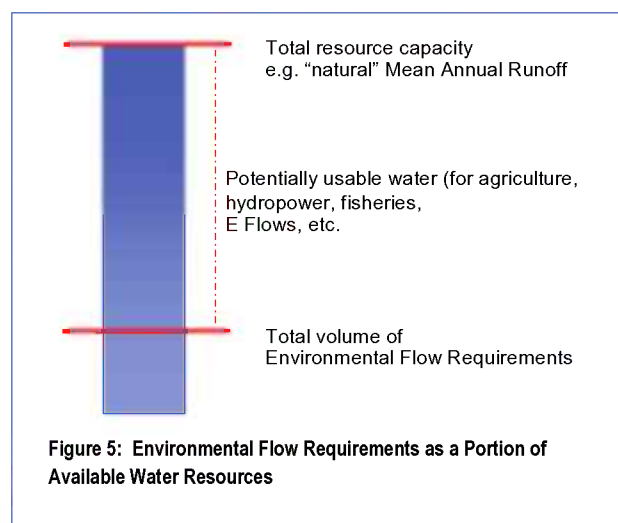 Total resource capacity
e.g. “natural” Mean Annual Runoff
Potentially usable water (for agriculture,
hydropower, fisheries,
E Flows, etc.
Total volume of
Environmental Flow Requirements
Figure 5: Environmental Flow Requirements as a Portion of
Available Water Resources